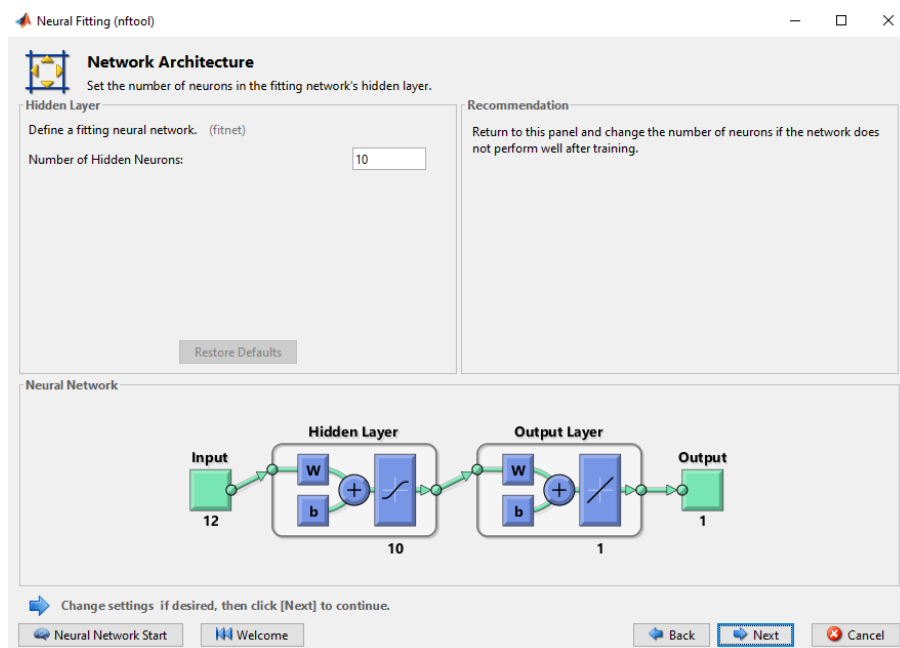 Neural Fitting (nftool)
Network Architecture
Set the number of neurons in the fitting network's hidden layer.
Hidden Layer
Define a fitting neural network. (fitnet)
Number of Hidden Neurons: 10
Restore Defaults
Recommendation
Return to this panel and change the number of neurons if the network does
not perform well after training.
Neural Network
Hidden Layer
Output Layer
Input
W
b
W
b
Output
12
10
1
1
Change settings if desired, then click [Next] to continue.
Neural Network Start
Welcome
Back
Next
Cancel